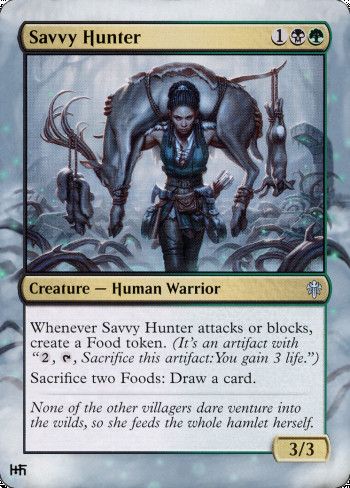 Savvy Hunter 1
Creature — Human Warrior
Whenever Savvy Hunter attacks or blocks,
create a Food token. (It's an artifact with
“2, , Sacrifice this artifact:You gain 3 life.”)
Sacrifice two Foods: Draw a card.
None of the other villagers dare venture into
the wilds, so she feeds the whole hamlet herself.
3/3